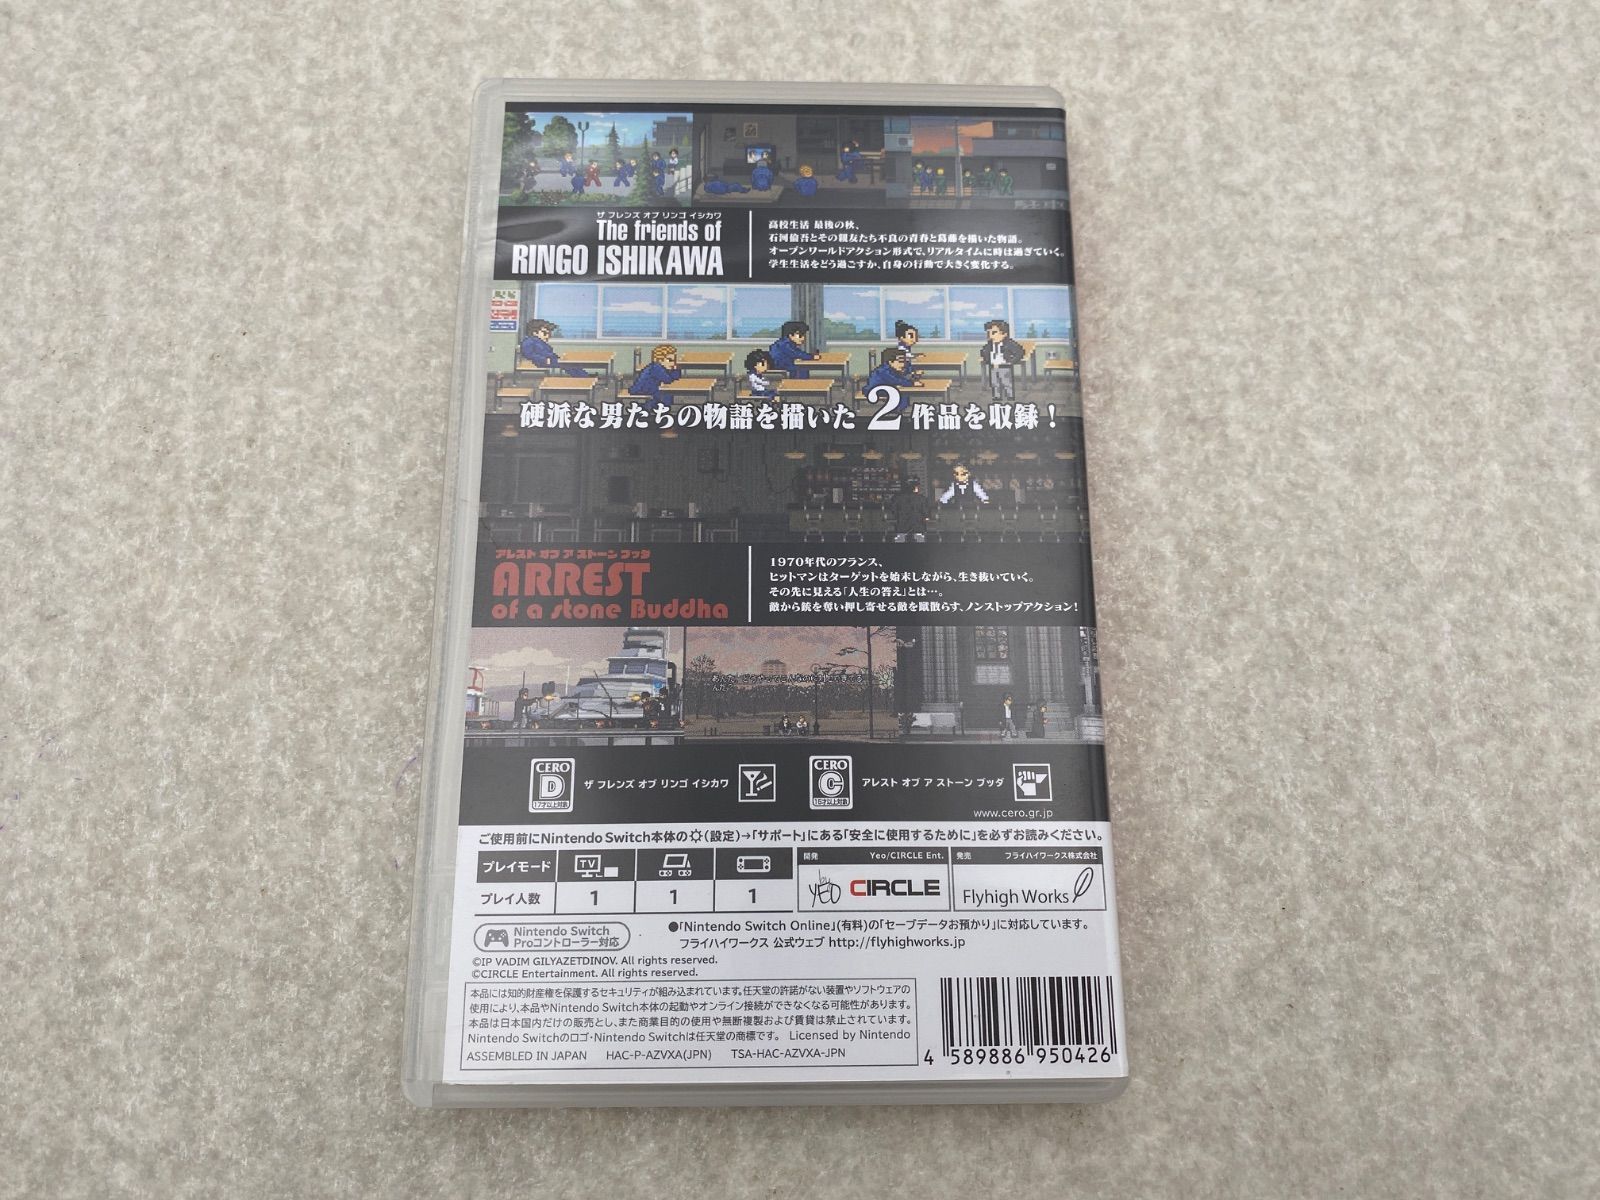 ザ フレンズ オブ リンゴ イシカワ
The friends of
RINGO ISHIKAWA
高校生活 最後の秋、
石河倫吾とその親友たち不良の青春と葛藤を描いた物語。
オープンワールドアクション形式で、リアルタイムに時は過ぎていく。
学生生活をどう過ごすか、自身の行動で大きく変化する。
硬派な男たちの物語を描いた2作品を収録！
アレスト オブ ア ストーン ブッダ
ARREST
of a stone Buddha
1970年代のフランス、
ヒットマンはターゲットを始末しながら、生き抜いていく。
その先に見える「人生の答え」とは…。
敵から銃を奪い押し寄せる敵を蹴散らす、ノンストップアクション！
CERO
D
17才以上対象
ザ フレンズ オブ リンゴ イシカワ
CERO
C
15才以上対象
アレスト オブ ア ストーン ブッダ
www.cero.gr.jp
ご使用前にNintendo Switch本体の(設定)→「サポート」にある「安全に使用するために」を必ずお読みください。
プレイモード
TV
プレイ人数 1 1 1
開発 Yeo/CIRCLE Ent.
by YEO CIRCLE
発売 フライハイワークス株式会社
Flyhigh Works
Nintendo Switch
Proコントローラー対応
●「Nintendo Switch Online」(有料)の「セーブデータお預かり」に対応しています。
フライハイワークス 公式ウェブ http://flyhighworks.jp
©IP VADIM GILYAZETDINOV. All rights reserved.
©CIRCLE Entertainment. All rights reserved.
本品には知的財産権を保護するセキュリティが組み込まれています。任天堂の許諾がない装置やソフトウェアの
使用により、本品やNintendo Switch本体の起動やオンライン接続ができなくなる可能性があります。
本品は日本国内だけの販売とし、また商業目的の使用や無断複製および賃貸は禁止されています。
Nintendo Switchのロゴ・Nintendo Switchは任天堂の商標です。 Licensed by Nintendo
ASSEMBLED IN JAPAN HAC-P-AZVXA(JPN) TSA-HAC-AZVXA-JPN
4 589886 950426